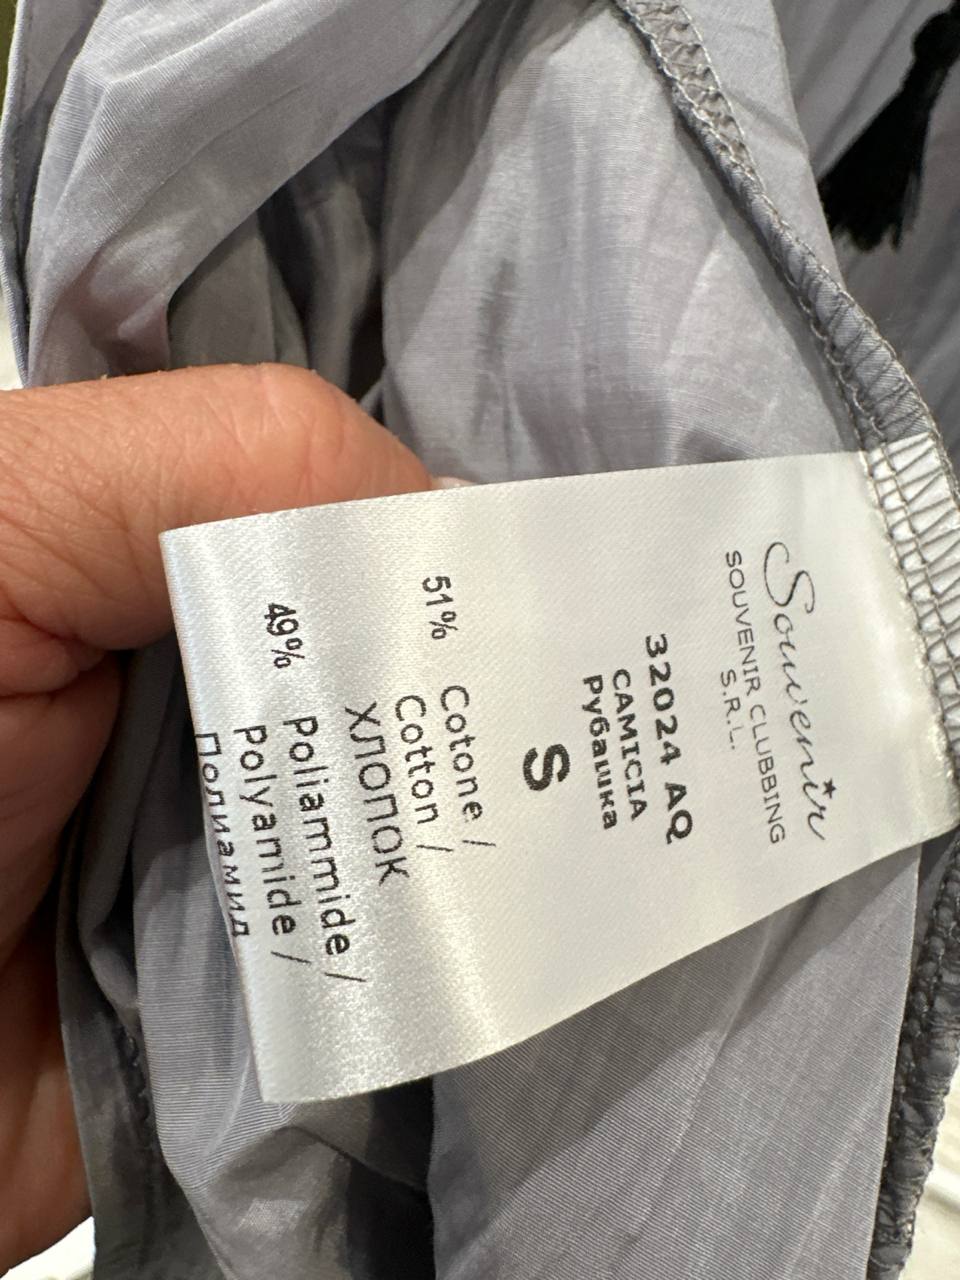 Souvenir
SOUVENIR CLUBBING
S.R.L.
32024 AQ
CAMICIA
Рубашка
S
51% Cotone /
Cotton /
ХЛОПОК
49% Poliammide /
Polyamide /
Полиамид